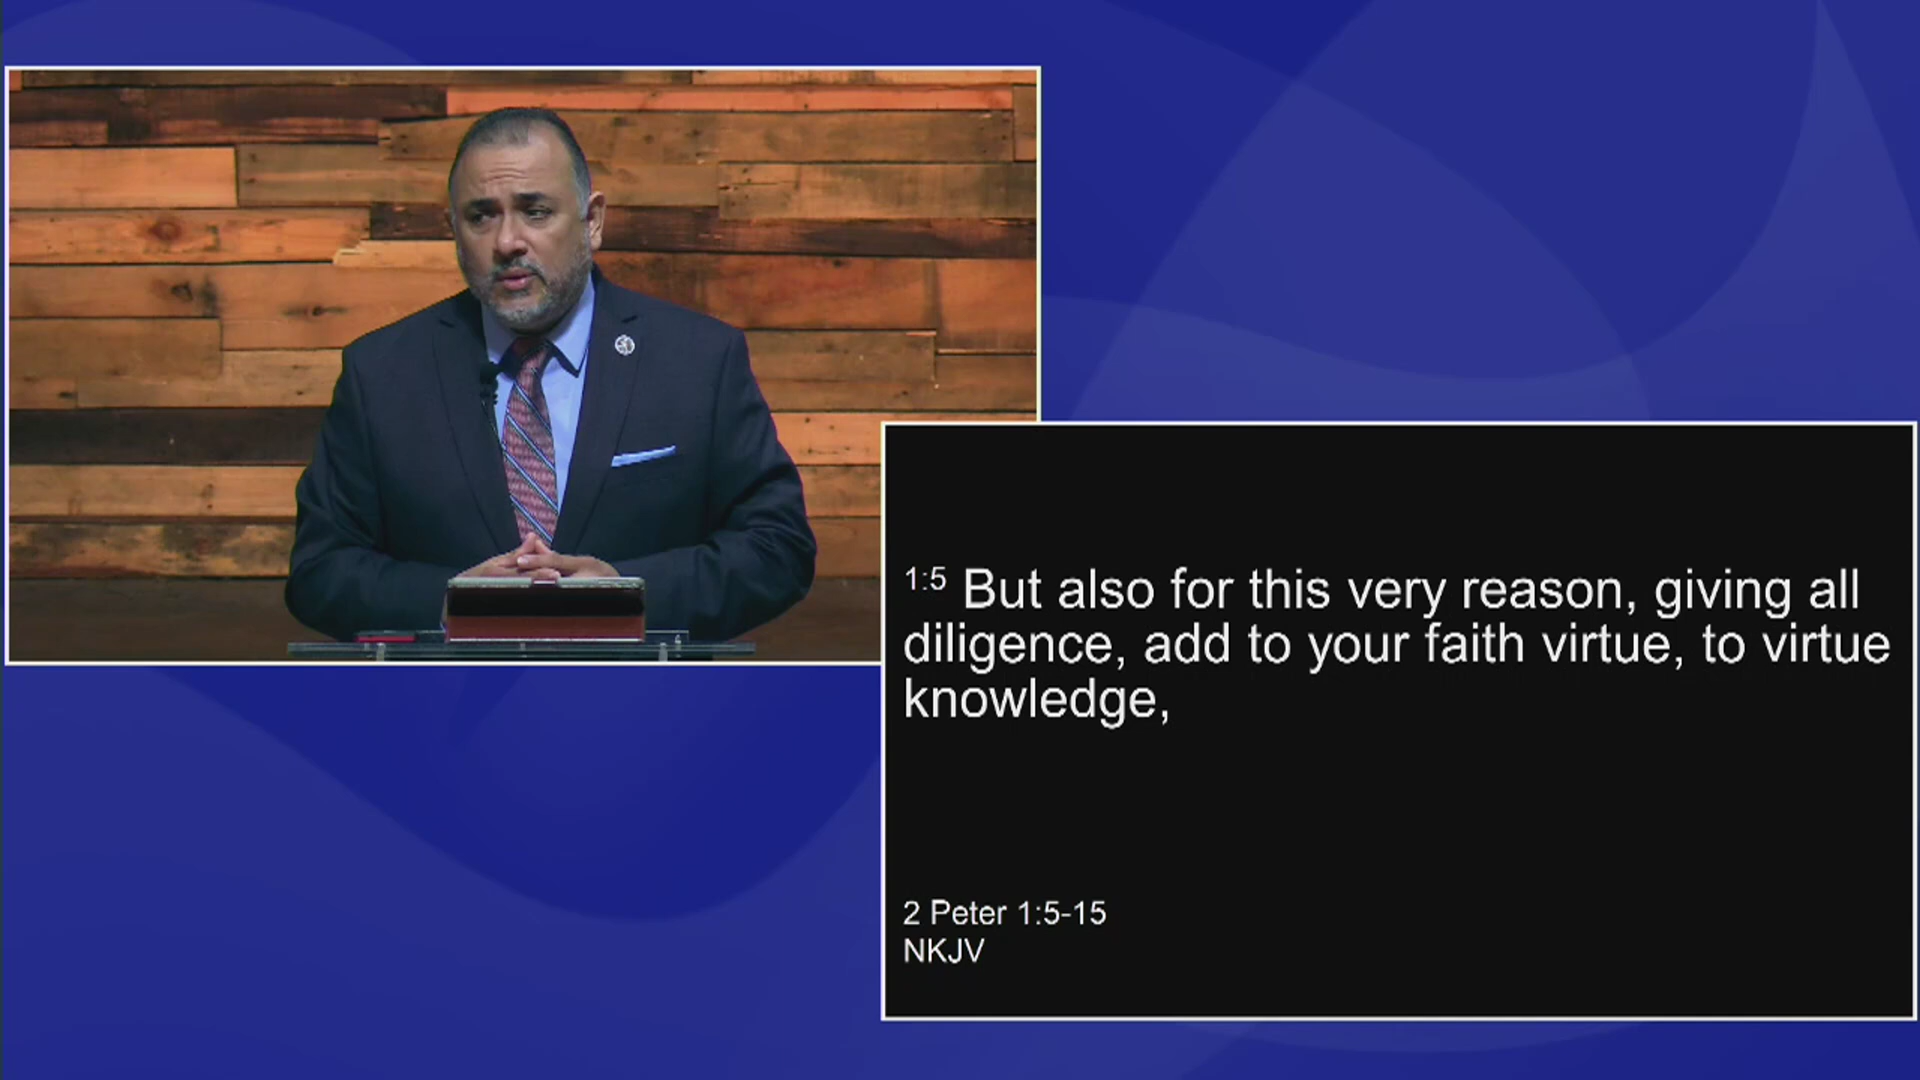 1:5 But also for this very reason, giving all
diligence, add to your faith virtue, to virtue
knowledge,
2 Peter 1:5-15
NKJV